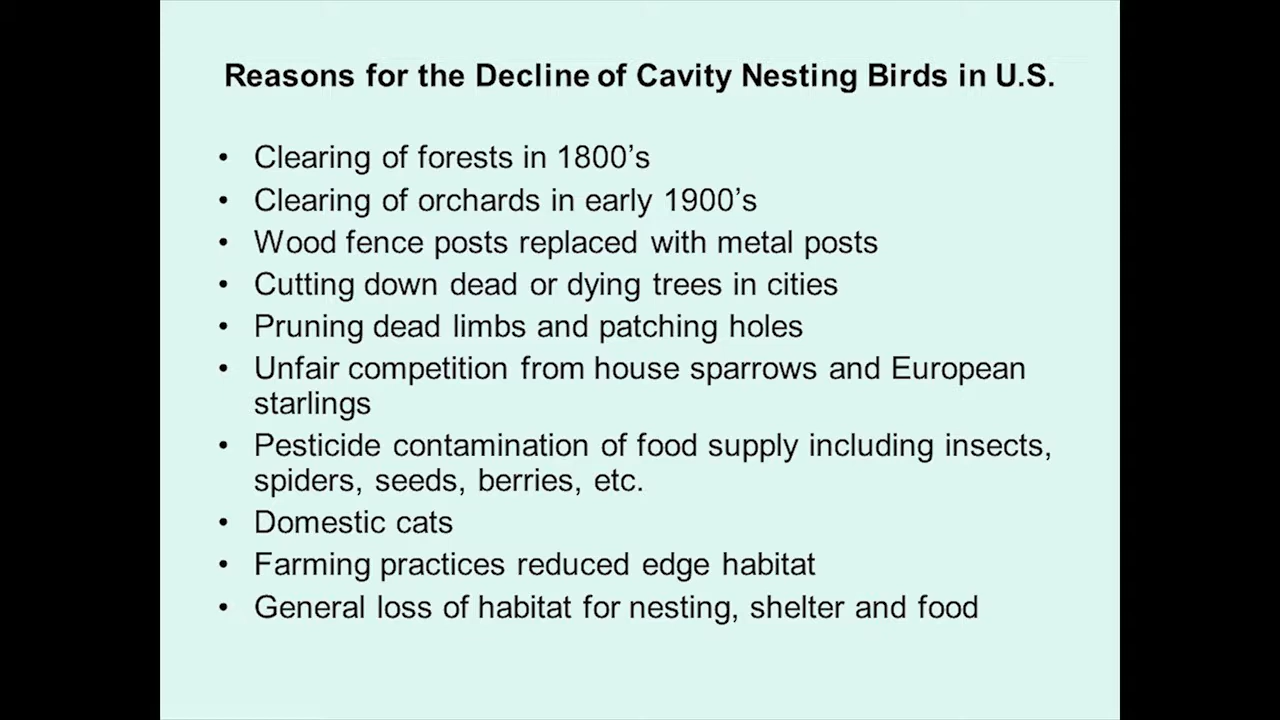 Reasons for the Decline of Cavity Nesting Birds in U.S.
• Clearing of forests in 1800’s
• Clearing of orchards in early 1900’s
• Wood fence posts replaced with metal posts
• Cutting down dead or dying trees in cities
• Pruning dead limbs and patching holes
• Unfair competition from house sparrows and European
starlings
• Pesticide contamination of food supply including insects,
spiders, seeds, berries, etc.
• Domestic cats
• Farming practices reduced edge habitat
• General loss of habitat for nesting, shelter and food